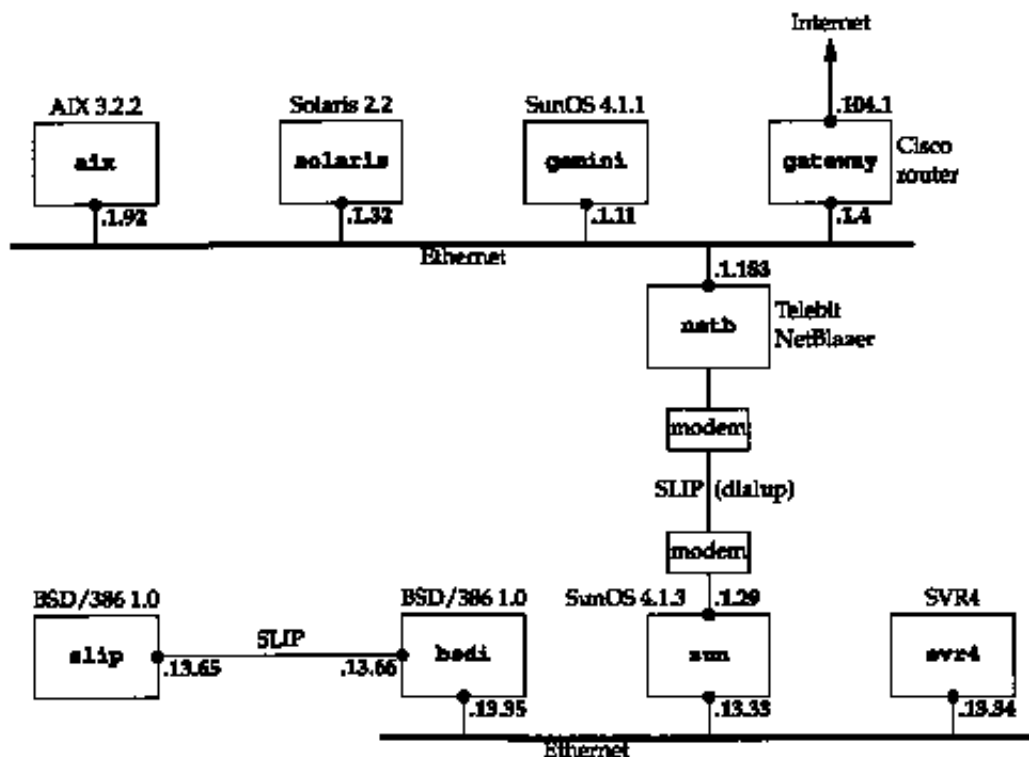 Internet
AIX 3.2.2
Solaris 2.2
SunOS 4.1.1
.104.1
aix
solaris
gemini
gateway
Cisco
router
.1.92
.1.32
.1.11
.1.4
Ethernet
.1.183
netb
Telebit
NetBlazer
modem
SLIP (dialup)
modem
BSD/386 1.0
BSD/386 1.0
SunOS 4.1.3
.1.29
SVR4
slip
SLIP
bsdi
sun
svr4
.13.65
.13.66
.13.35
.13.33
.13.34
Ethernet